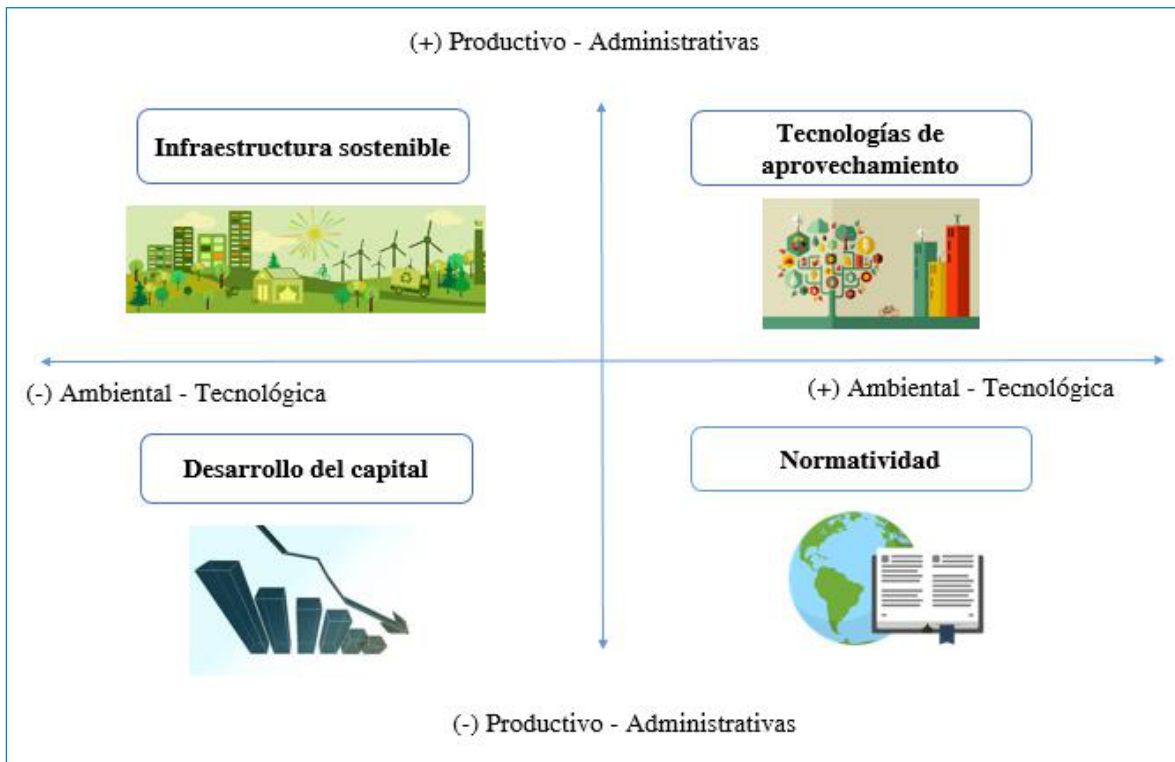 (+) Productivo - Administrativas
Infraestructura sostenible
Tecnologías de
aprovechamiento
(-) Ambiental - Tecnológica
(+) Ambiental - Tecnológica
Desarrollo del capital
Normatividad
(-) Productivo - Administrativas